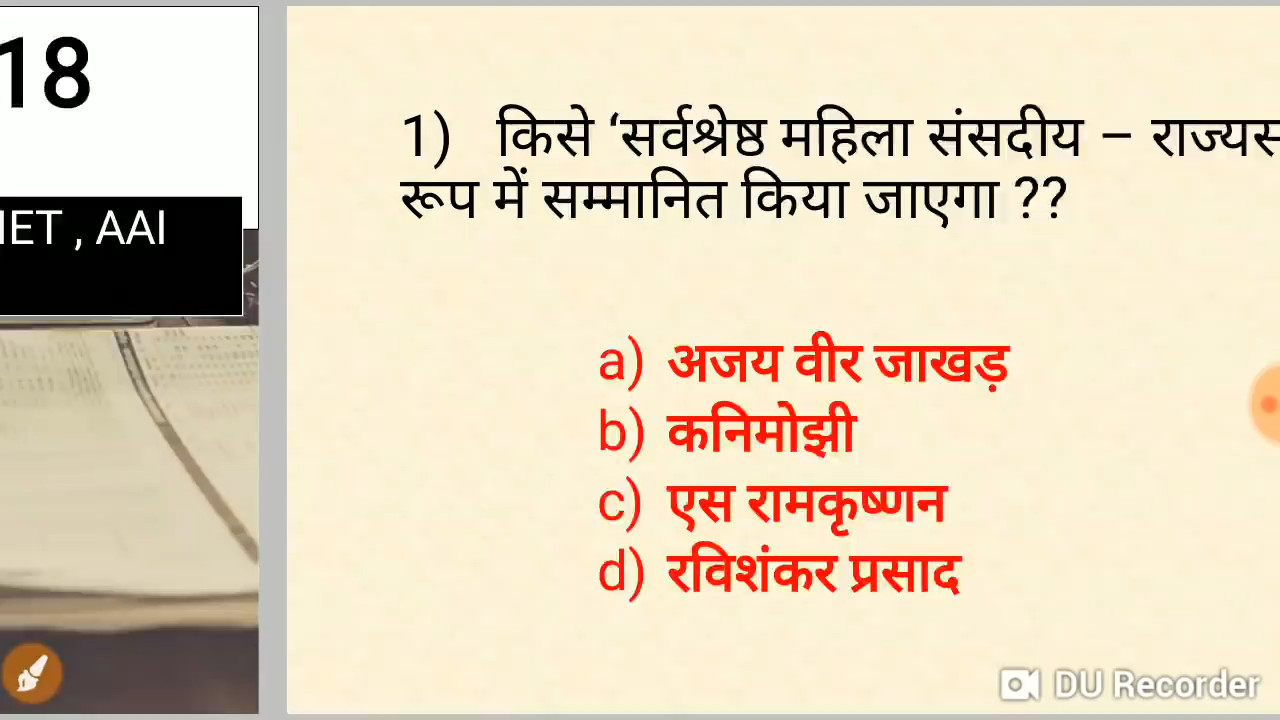 18
IET , AAI
1) किसे ‘सर्वश्रेष्ठ महिला संसदीय – राज्यस
रूप में सम्मानित किया जाएगा ??
a) अजय वीर जाखड़
b) कनिमोझी
c) एस रामकृष्णन
d) रविशंकर प्रसाद
DU Recorder